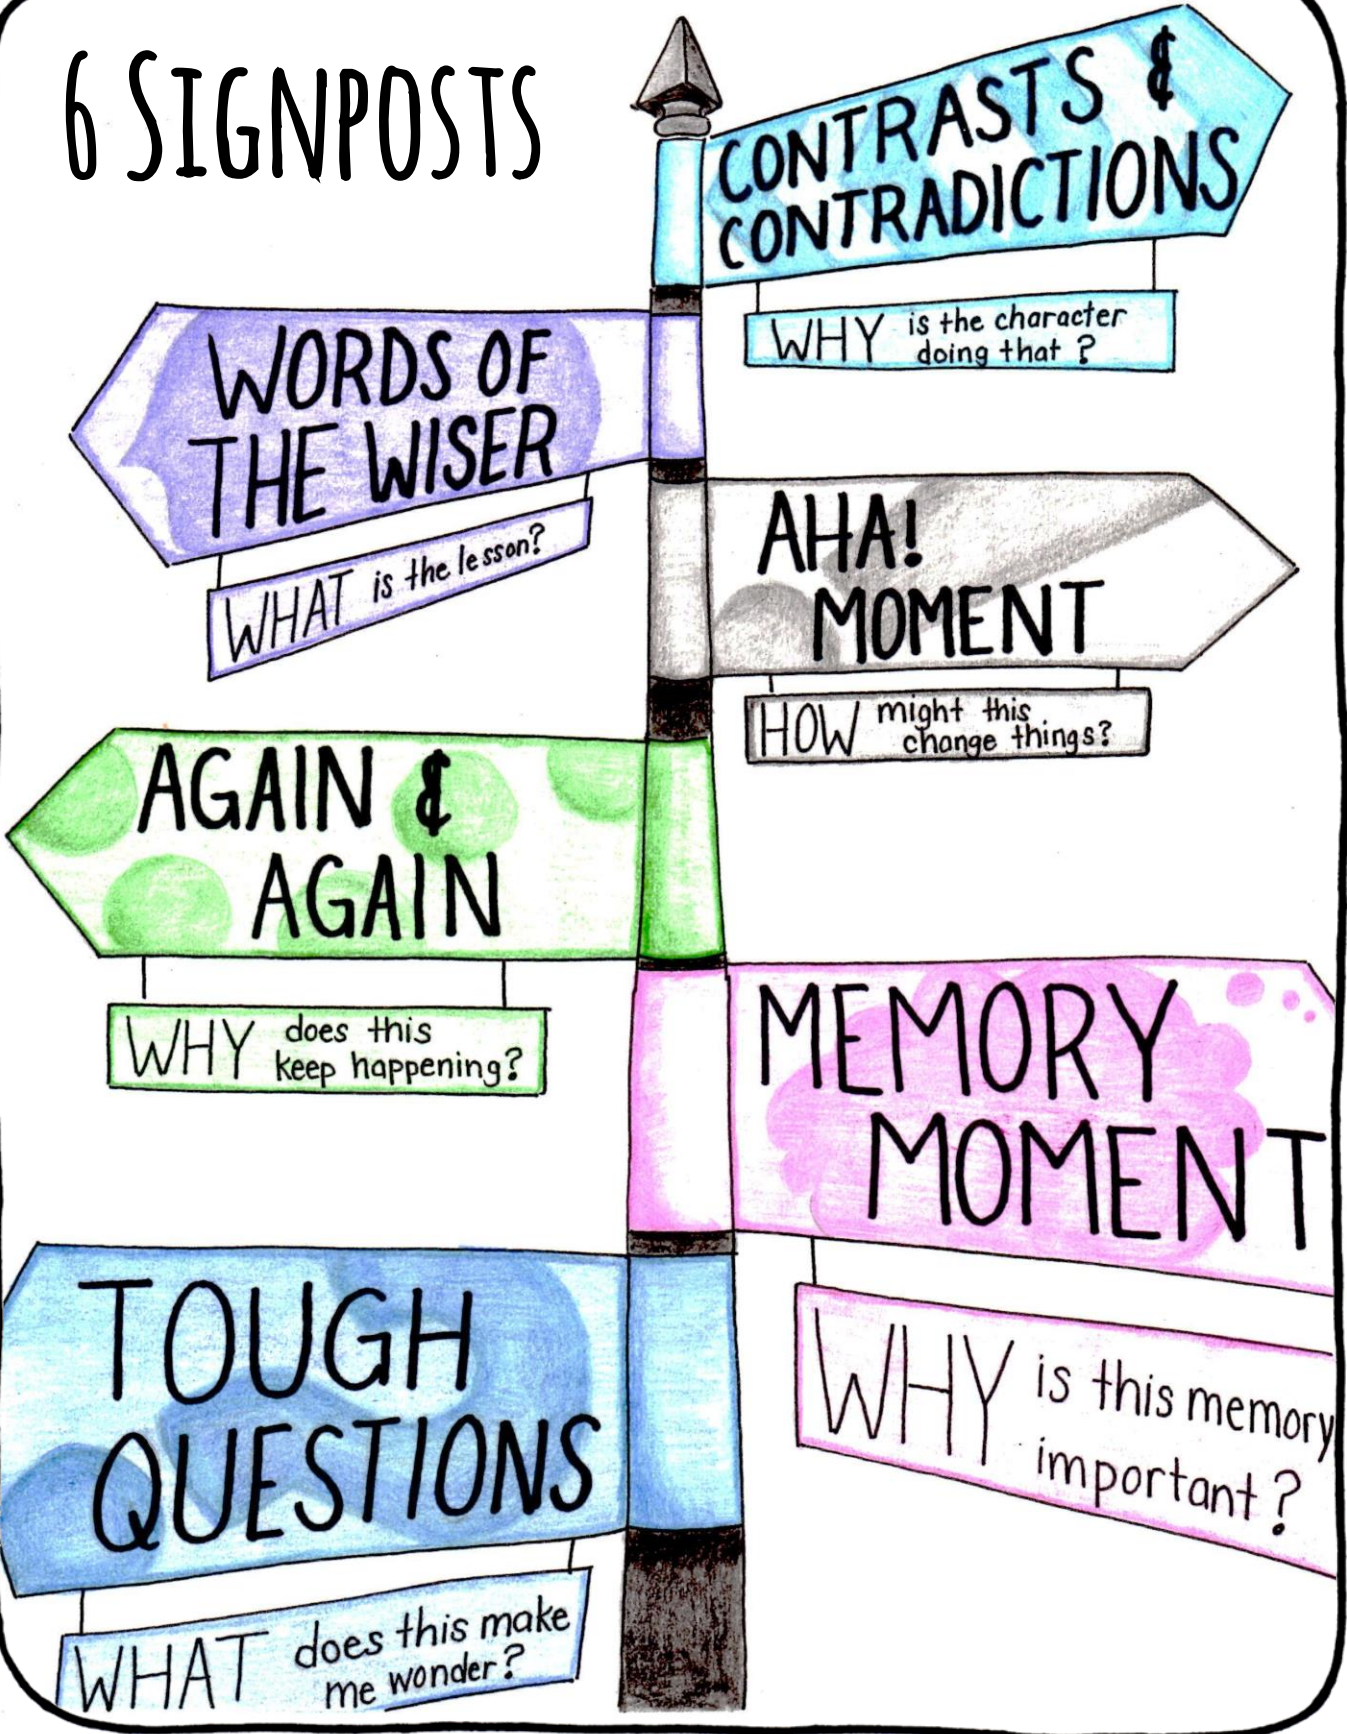 6 SIGNPOSTS
CONTRASTS &
CONTRADICTIONS
WHY is the character
doing that ?
WORDS OF
THE WISER
WHAT is the lesson?
AHA!
MOMENT
HOW might this
change things?
AGAIN &
AGAIN
WHY does this
keep happening?
MEMORY
MOMENT
WHY is this memory
important ?
TOUGH
QUESTIONS
WHAT does this make
me wonder?